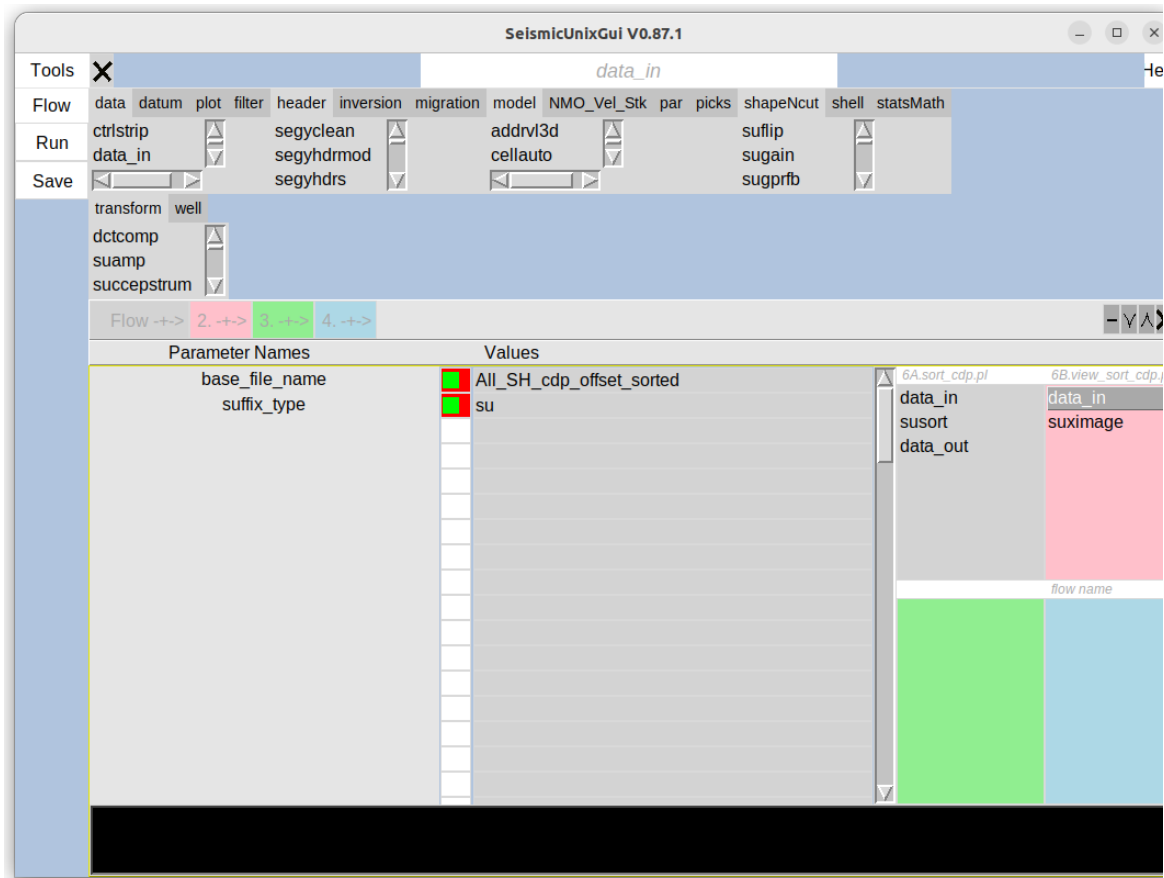 SeismicUnixGui V0.87.1
Tools data_in He
Flow data datum plot filter header inversion migration model NMO_Vel_Stk par picks shapeNcut shell statsMath
Run ctrlstrip segyclean addrvl3d suflip
data_in segyhdrmod cellauto sugain
Save segyhdrs sugprfb
transform well
dctcomp
suamp
succepstrum
Flow -+-> 2. -+-> 3. -+-> 4. -+->
Parameter Names Values
base_file_name All_SH_cdp_offset_sorted 6A.sort_cdp.pl 6B.view_sort_cdp.p
suffix_type su data_in data_in
susort suximage
data_out
flow name